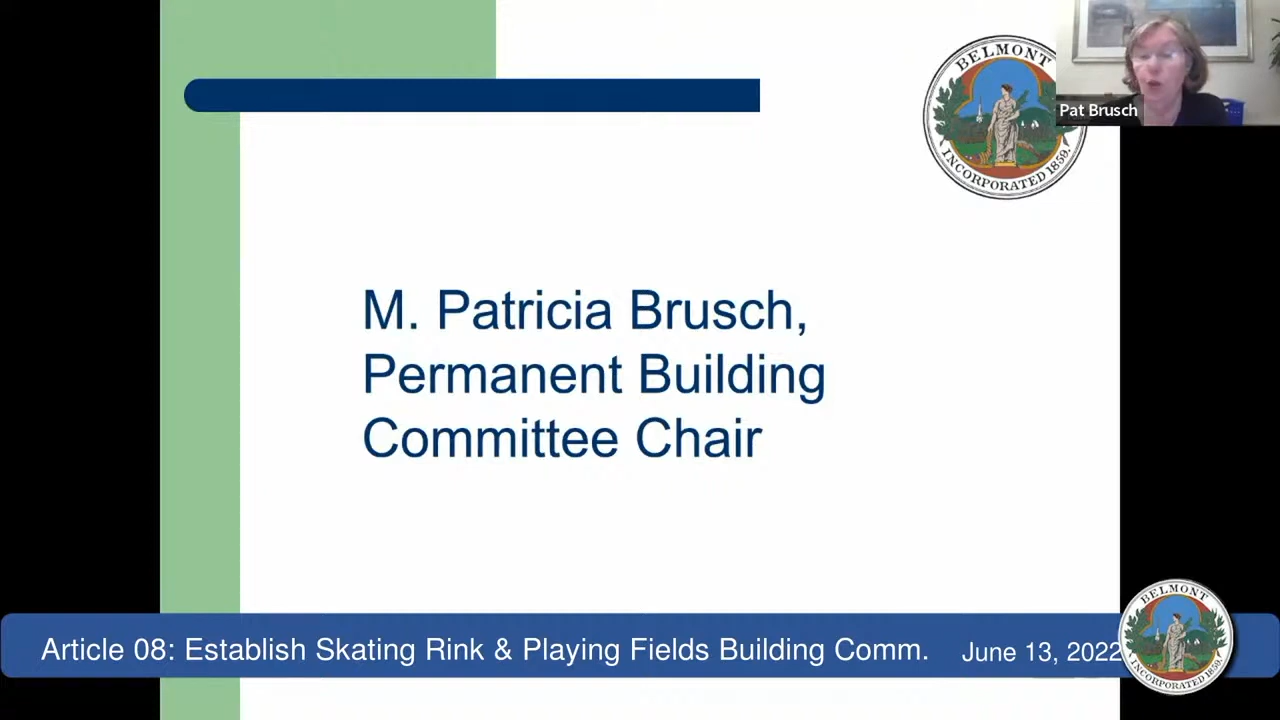 BELMONT
INCORPORATED 1859.
Pat Brusch
M. Patricia Brusch,
Permanent Building
Committee Chair
Article 08: Establish Skating Rink & Playing Fields Building Comm.
June 13, 2022
BELMONT
INCORPORATED 1859.